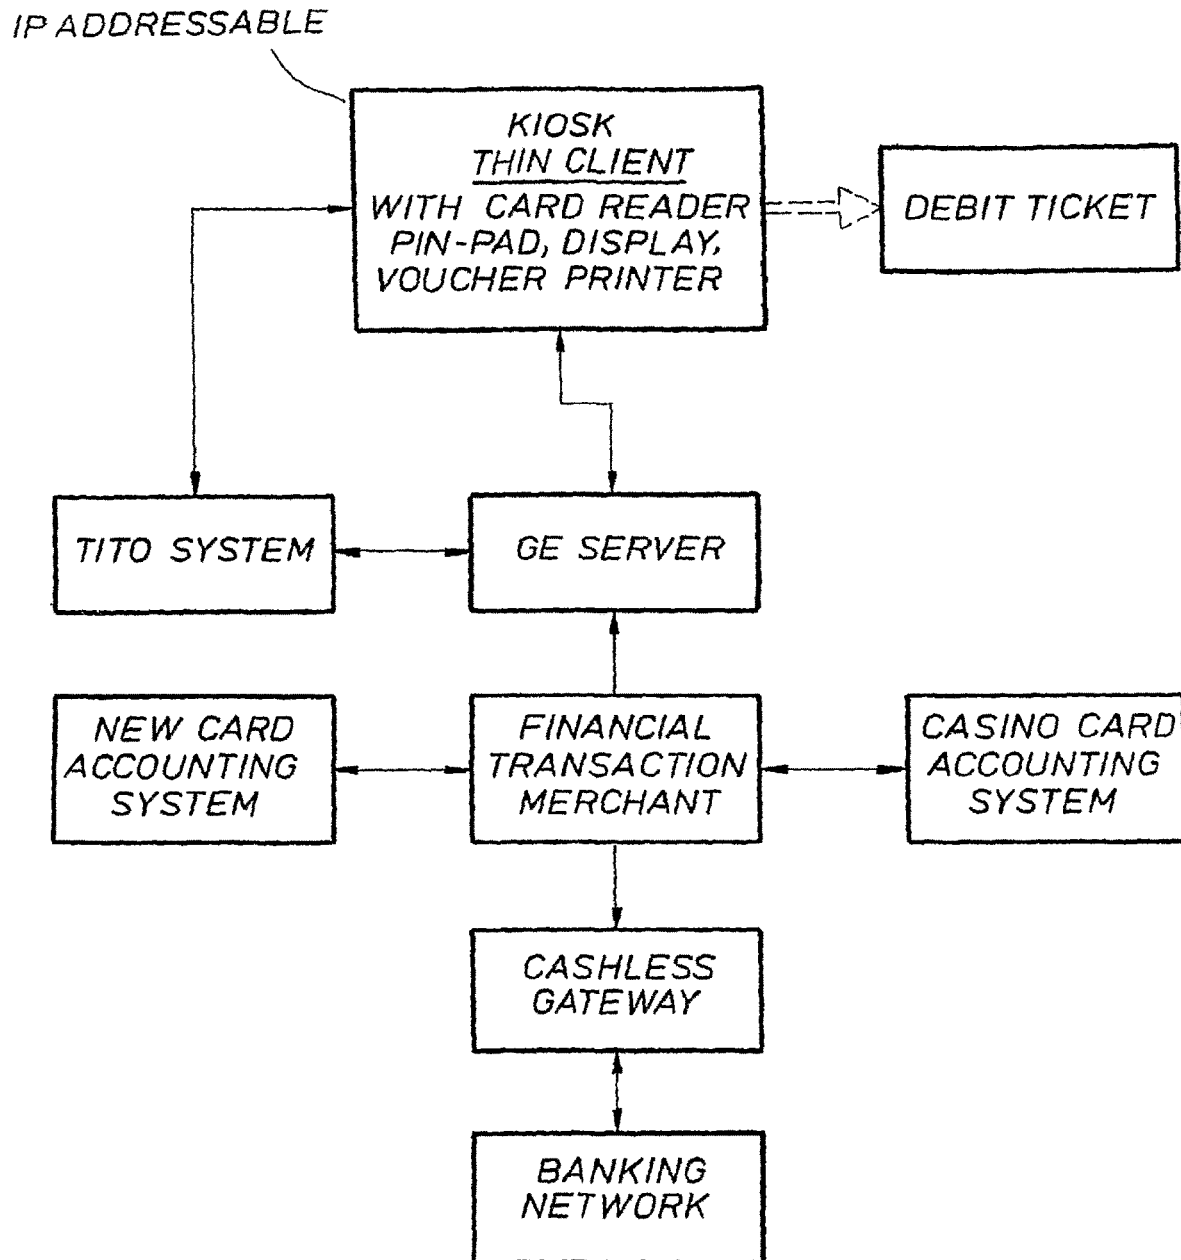 IP ADDRESSABLE
KIOSK
THIN CLIENT
WITH CARD READER
PIN-PAD, DISPLAY,
VOUCHER PRINTER
DEBIT TICKET
TITO SYSTEM
GE SERVER
NEW CARD
ACCOUNTING
SYSTEM
FINANCIAL
TRANSACTION
MERCHANT
CASINO CARD
ACCOUNTING
SYSTEM
CASHLESS
GATEWAY
BANKING
NETWORK